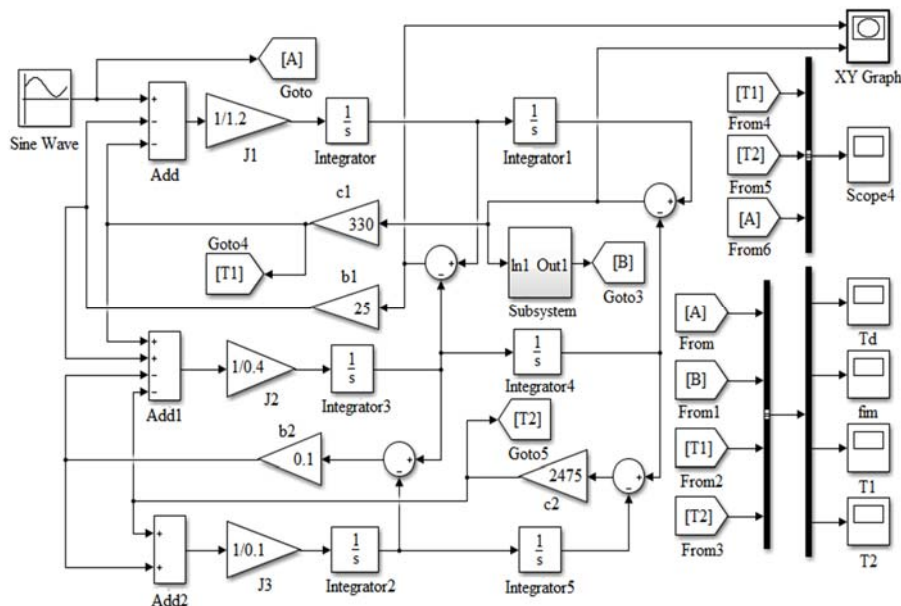 [A]
Goto
XY Graph
Sine Wave
+
−
−
Add
1/1.2
J1
1
s
Integrator
1
s
Integrator1
[T1]
From4
[T2]
From5
[A]
From6
Scope4
c1
330
−
+
Goto4
[T1]
In1 Out1
Subsystem
[B]
Goto3
−
+
b1
25
+
+
−
−
Add1
1/0.4
J2
1
s
Integrator3
1
s
Integrator4
[A]
From
[B]
From1
[T1]
From2
[T2]
From3
Td
fim
T1
T2
b2
0.1
−
+
[T2]
Goto5
2475
c2
−
+
+
+
Add2
1/0.1
J3
1
s
Integrator2
1
s
Integrator5